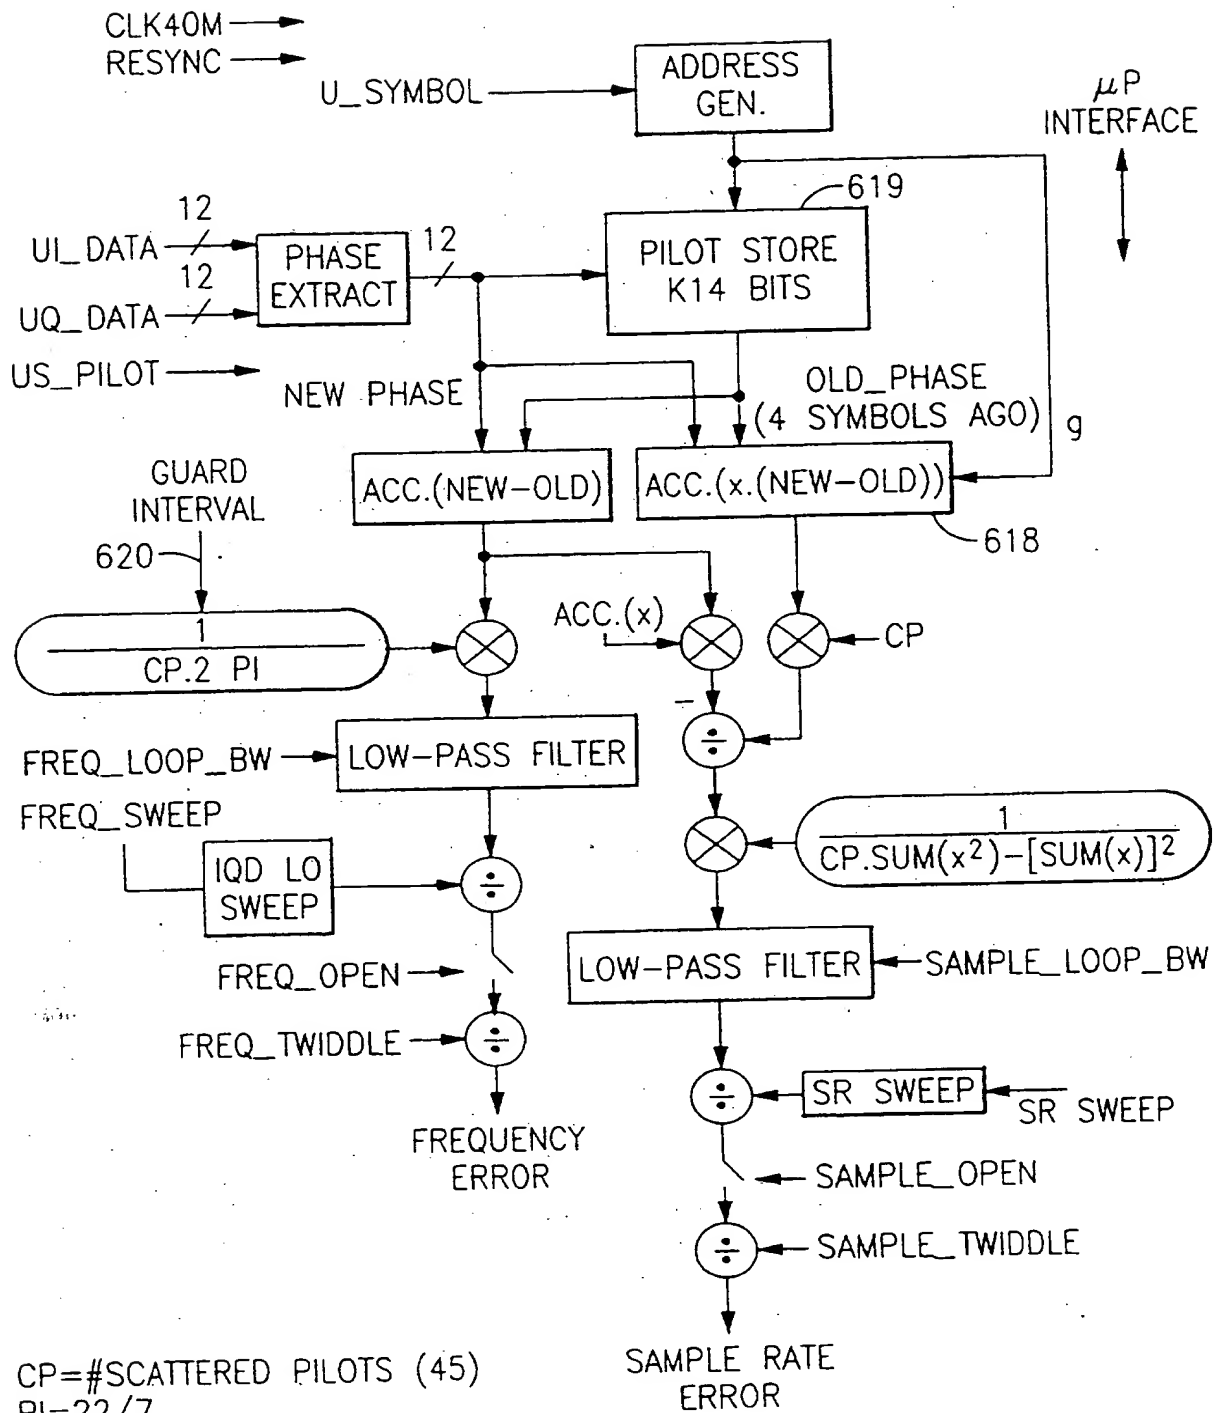 CLK40M
RESYNC
U_SYMBOL
ADDRESS
GEN.
μP
INTERFACE
619
12
UI_DATA
12
UQ_DATA
PHASE
EXTRACT
12
PILOT STORE
K14 BITS
US_PILOT
NEW PHASE
OLD_PHASE
(4 SYMBOLS AGO)
g
GUARD
INTERVAL
ACC.(NEW-OLD)
ACC.(x.(NEW-OLD))
620
618
1
CP.2 PI
ACC.(x)
CP
−
FREQ_LOOP_BW
LOW-PASS FILTER
FREQ_SWEEP
IQD LO
SWEEP
÷
÷
1
CP.SUM(x²)-[SUM(x)]²
FREQ_OPEN
LOW-PASS FILTER
SAMPLE_LOOP_BW
FREQ_TWIDDLE
÷
FREQUENCY
ERROR
÷
SR SWEEP
SR SWEEP
SAMPLE_OPEN
÷
SAMPLE_TWIDDLE
SAMPLE RATE
ERROR
CP=#SCATTERED PILOTS (45)
PI=22/7